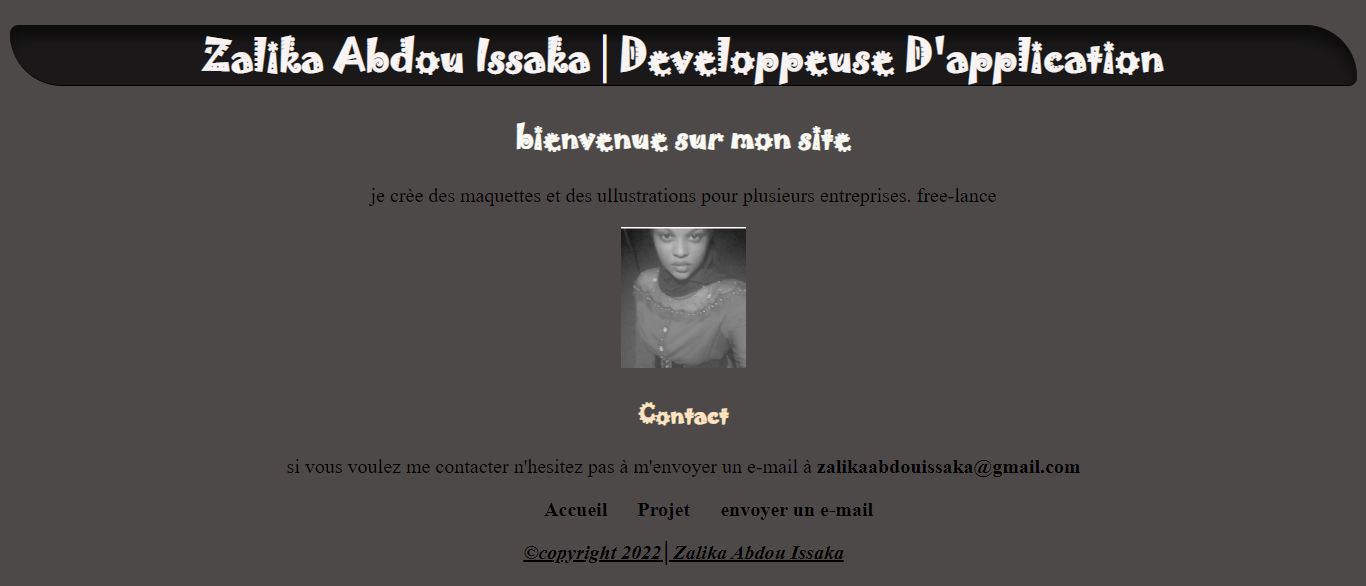 Zalika Abdou Issaka | Developpeuse D'application
bienvenue sur mon site
je crèe des maquettes et des ullustrations pour plusieurs entreprises. free-lance
Contact
si vous voulez me contacter n'hesitez pas à m'envoyer un e-mail à zalikaabdouissaka@gmail.com
Accueil Projet envoyer un e-mail
©copyright 2022| Zalika Abdou Issaka